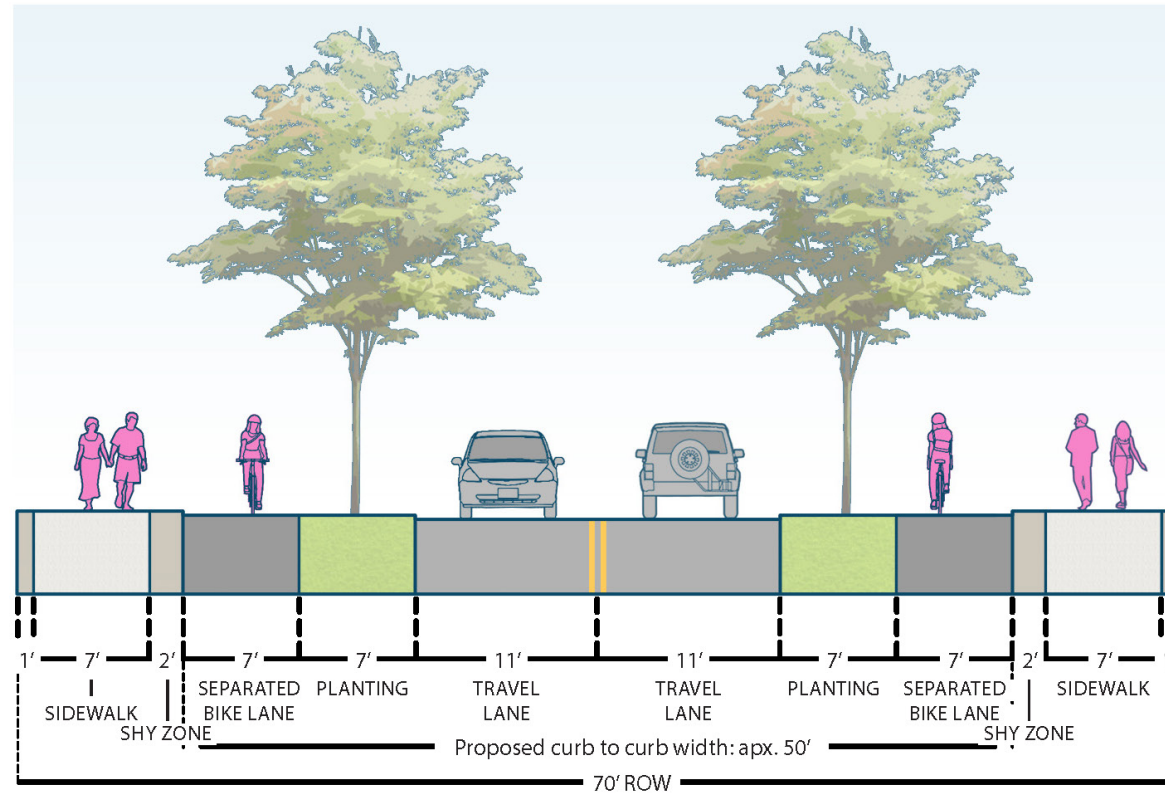 1' 7' 2' 7' 7' 11' 11' 7' 7' 2' 7'
SEPARATED BIKE LANE
PLANTING
TRAVEL LANE
TRAVEL LANE
PLANTING
SEPARATED BIKE LANE
SIDEWALK
SHY ZONE
SHY ZONE
SIDEWALK
Proposed curb to curb width: apx. 50'
70' ROW